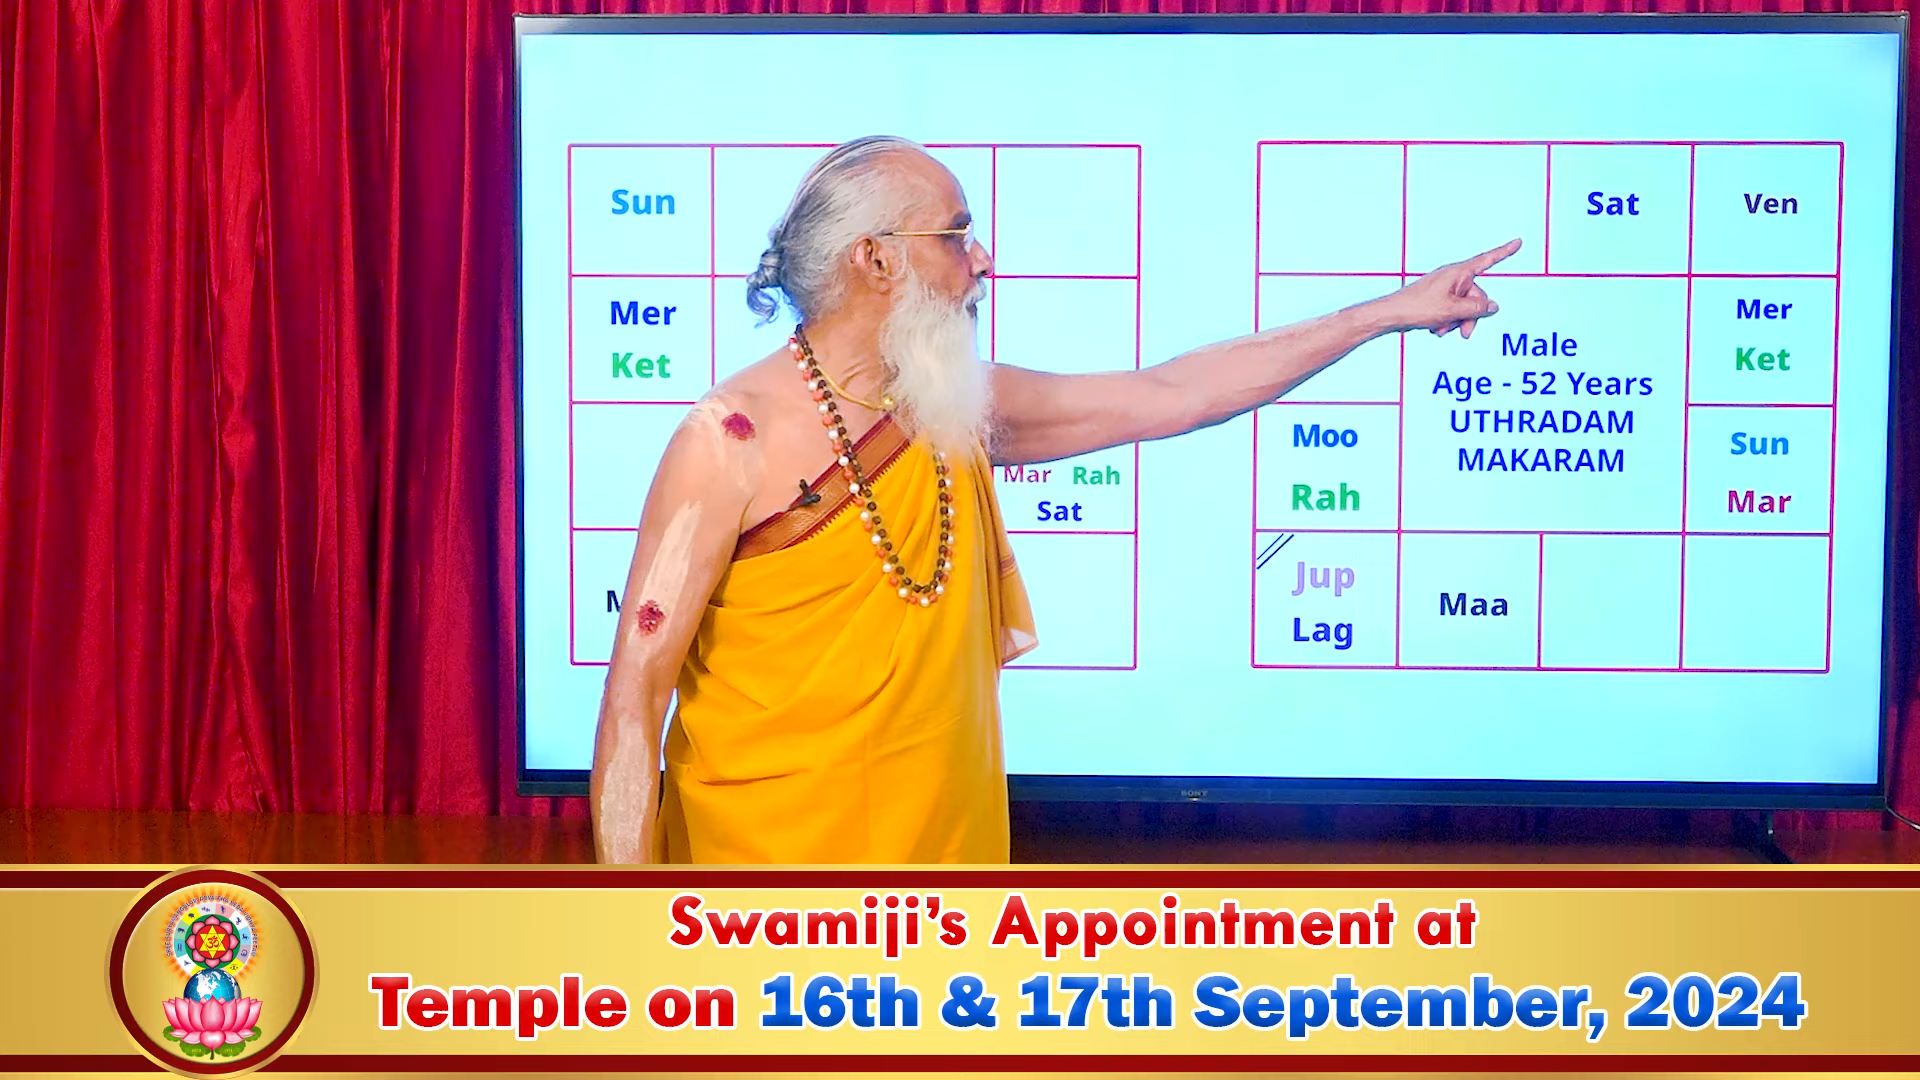 Sun
Mer
Ket
Mar Rah
Sat
Sat
Ven
Mer
Ket
Male
Age - 52 Years
UTHRADAM
MAKARAM
Moo
Rah
Sun
Mar
Jup
Lag
Maa
SONY
Swamiji's Appointment at
Temple on 16th & 17th September, 2024